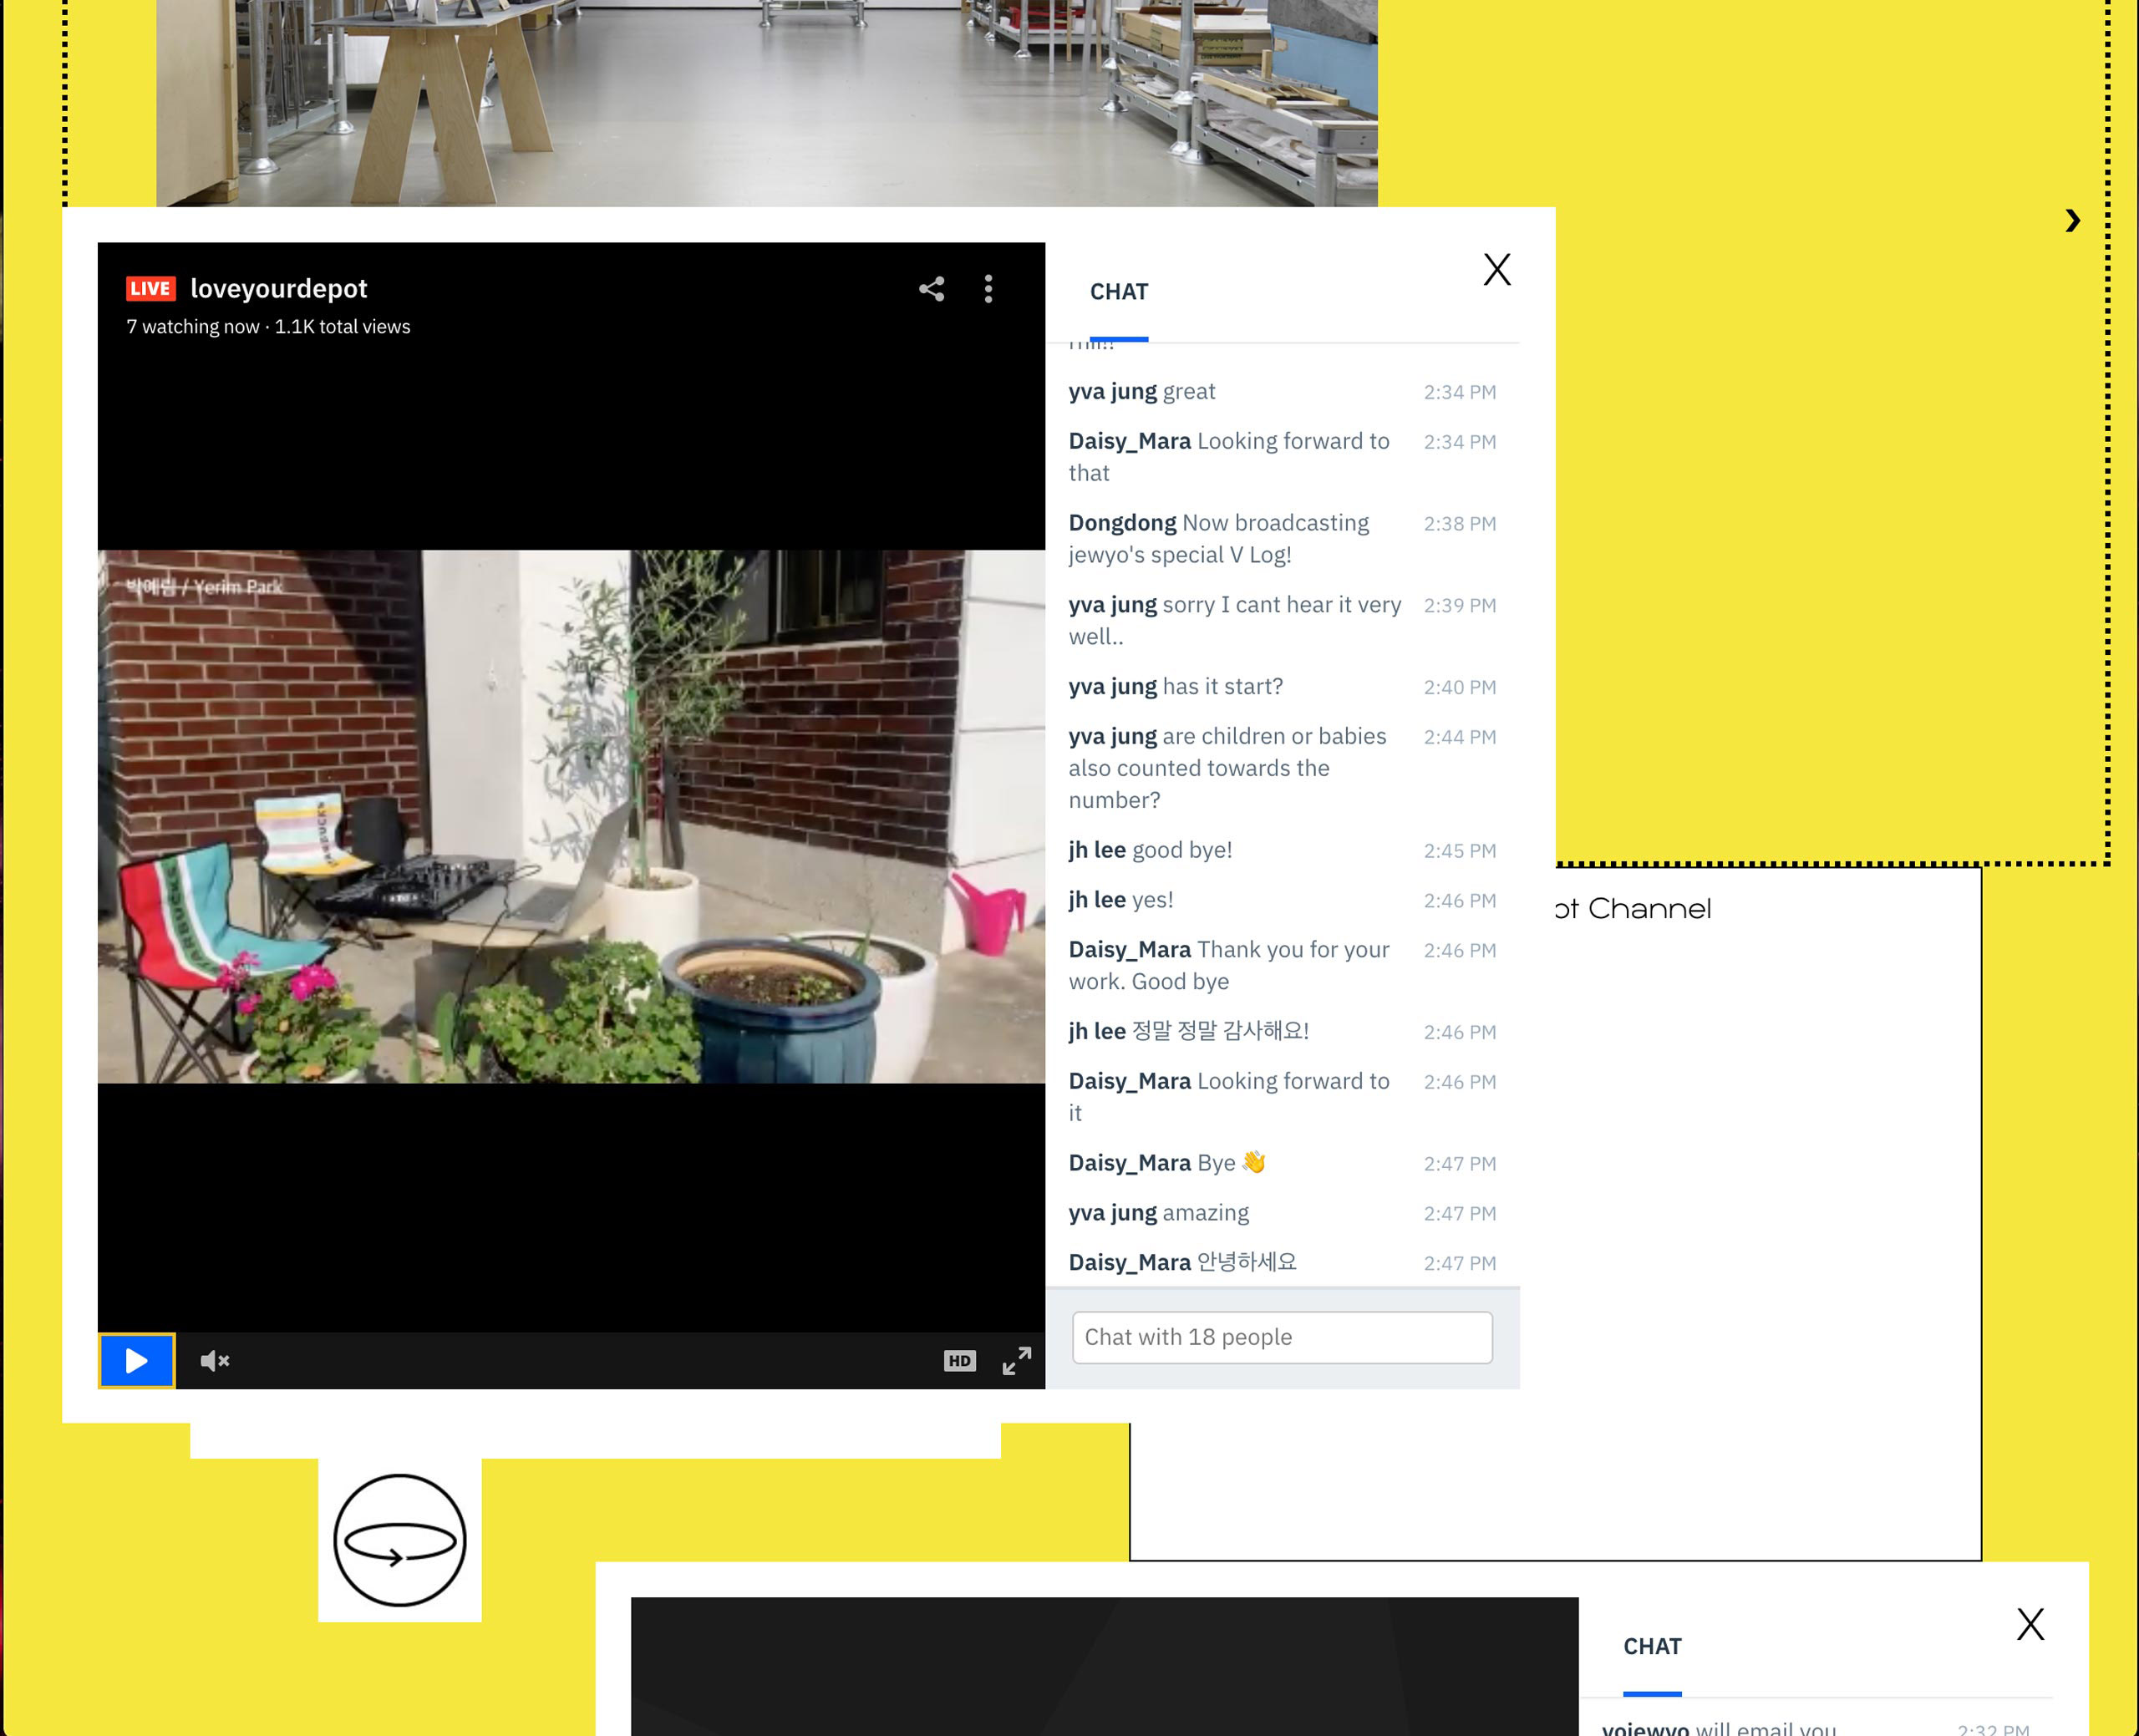 LIVE loveyourdepot
7 watching now · 1.1K total views
박예림 / Yerim Park
STARBUCKS
HD
CHAT
X
yva jung great 2:34 PM
Daisy_Mara Looking forward to 2:34 PM
that
Dongdong Now broadcasting 2:38 PM
jewyo's special V Log!
yva jung sorry I cant hear it very 2:39 PM
well..
yva jung has it start? 2:40 PM
yva jung are children or babies 2:44 PM
also counted towards the
number?
jh lee good bye! 2:45 PM
jh lee yes! 2:46 PM
Daisy_Mara Thank you for your 2:46 PM
work. Good bye
jh lee 정말 정말 감사해요! 2:46 PM
Daisy_Mara Looking forward to 2:46 PM
it
Daisy_Mara Bye 👋 2:47 PM
yva jung amazing 2:47 PM
Daisy_Mara 안녕하세요 2:47 PM
Chat with 18 people
ot Channel
CHAT
X
yojewyo will email you 2:32 PM